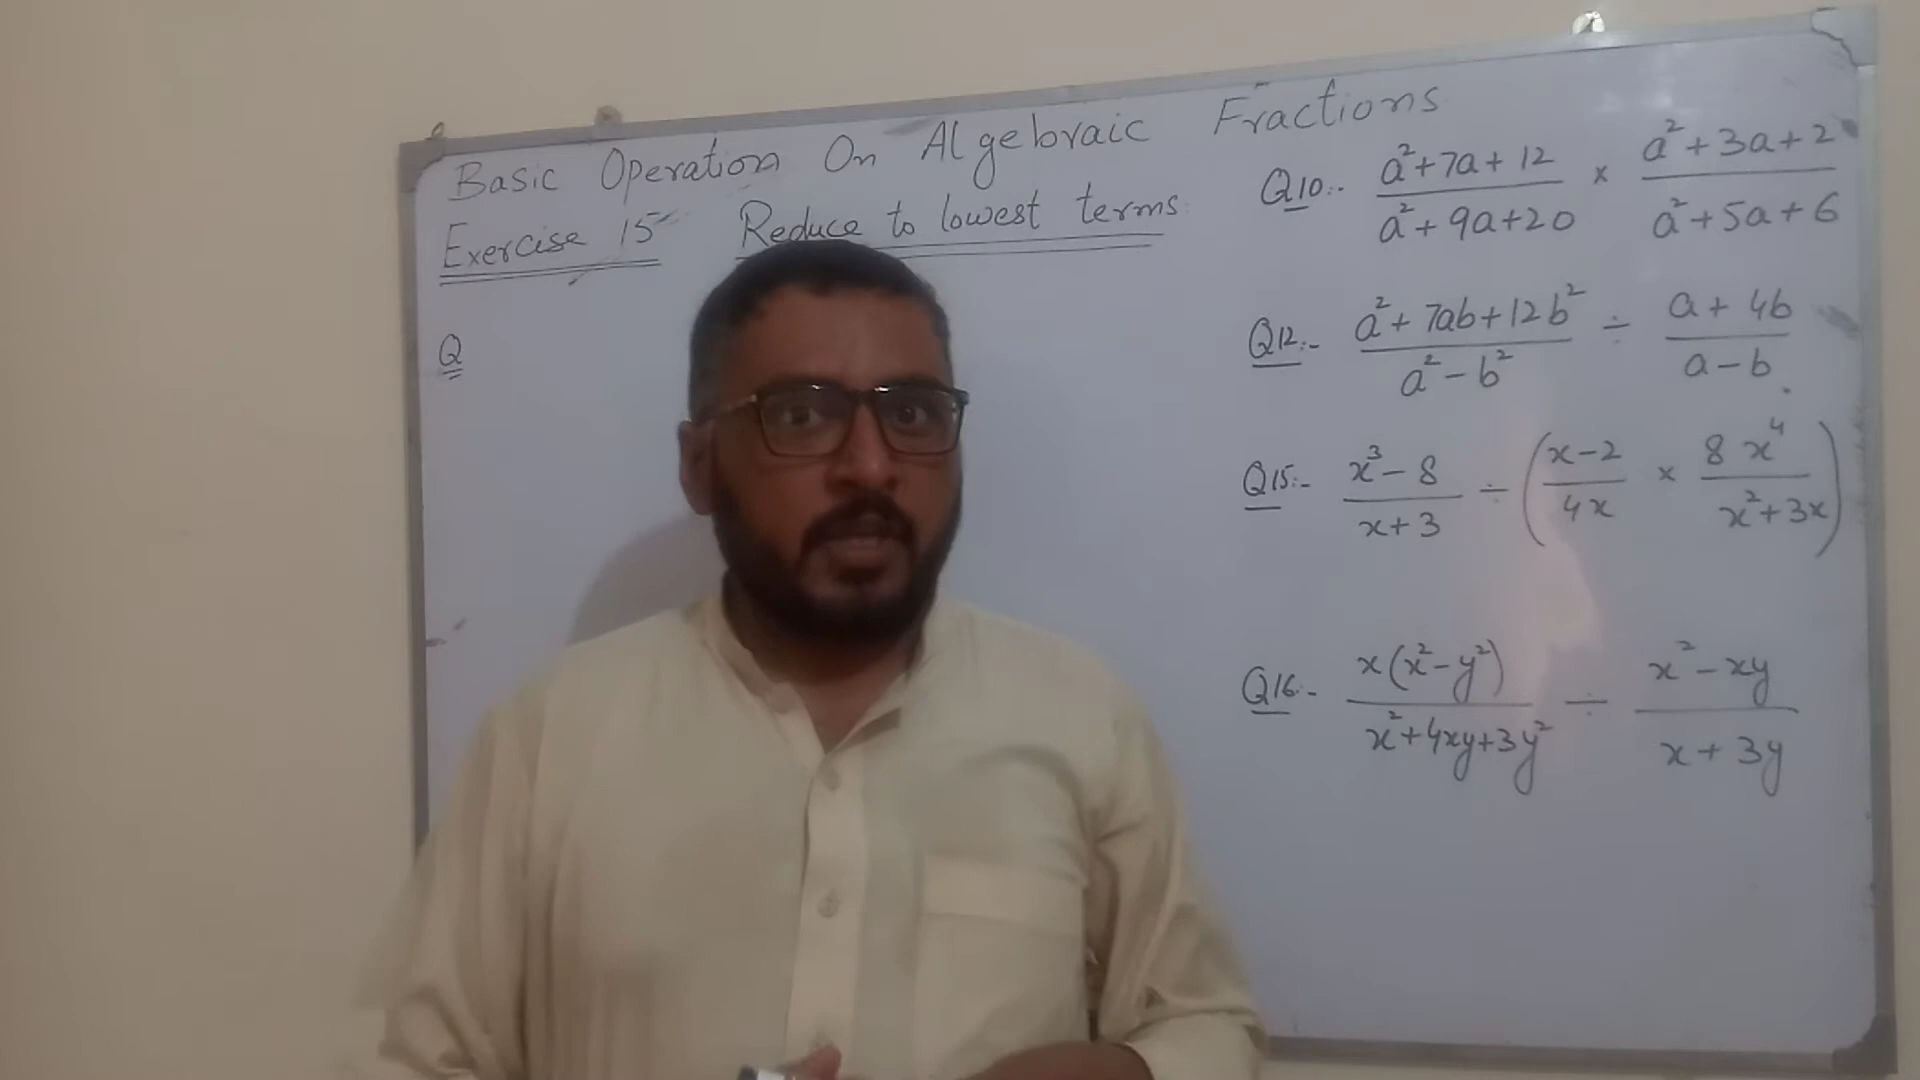 Basic Operation On Algebraic Fractions
Exercise 15 Reduce to lowest terms
Q
Q10:- a²+7a+12 / a²+9a+20 × a²+3a+2 / a²+5a+6
Q12:- a²+7ab+12b² / a²-b² ÷ a+4b / a-b
Q15:- x³-8 / x+3 ÷ (x-2 / 4x × 8x⁴ / x²+3x)
Q16:- x(x²-y²) / x²+4xy+3y² ÷ x²-xy / x+3y